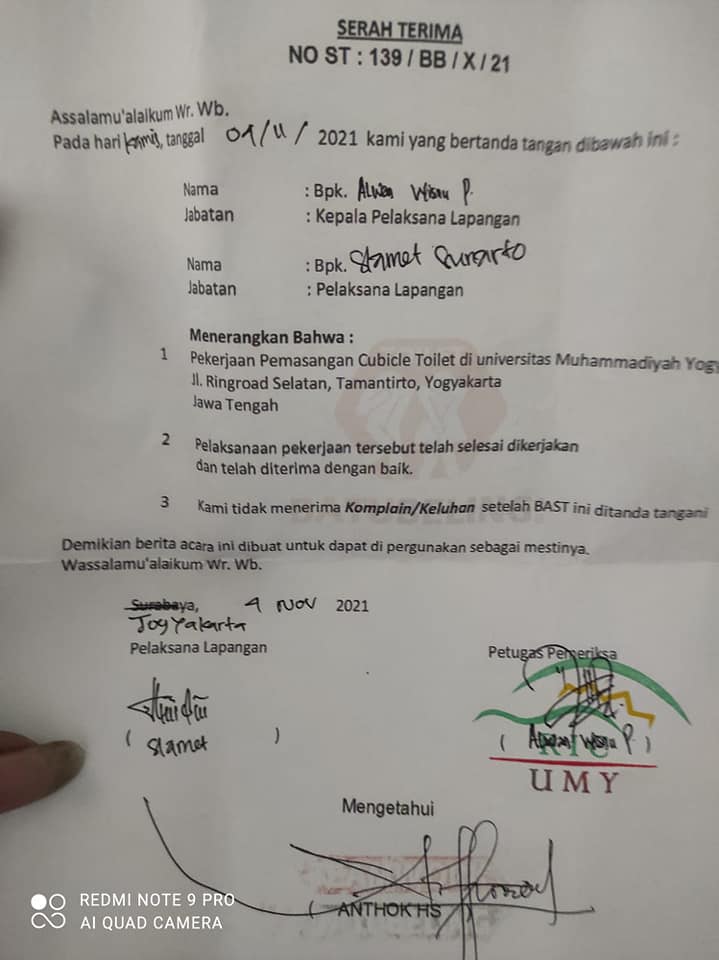 SERAH TERIMA
NO ST : 139 / BB / X / 21
Assalamu'alaikum Wr. Wb.
Pada hari kamis, tanggal 04/11/ 2021 kami yang bertanda tangan dibawah ini :
Nama : Bpk. Alwan Wisnu P.
Jabatan : Kepala Pelaksana Lapangan
Nama : Bpk. Slamet Sunarto
Jabatan : Pelaksana Lapangan
Menerangkan Bahwa :
1 Pekerjaan Pemasangan Cubicle Toilet di universitas Muhammadiyah Yogy
Jl. Ringroad Selatan, Tamantirto, Yogyakarta
Jawa Tengah
2 Pelaksanaan pekerjaan tersebut telah selesai dikerjakan
dan telah diterima dengan baik.
3 Kami tidak menerima Komplain/Keluhan setelah BAST ini ditanda tangani
BATUBELING.
Demikian berita acara ini dibuat untuk dapat di pergunakan sebagai mestinya.
Wassalamu'alaikum Wr. Wb.
Surabaya, 4 Nov 2021
Jogyakarta
Pelaksana Lapangan
Petugas Pemeriksa
( Slamet )
( Alwan Wisnu P. )
UMY
Mengetahui
( ANTHOK HS
REDMI NOTE 9 PRO
AI QUAD CAMERA